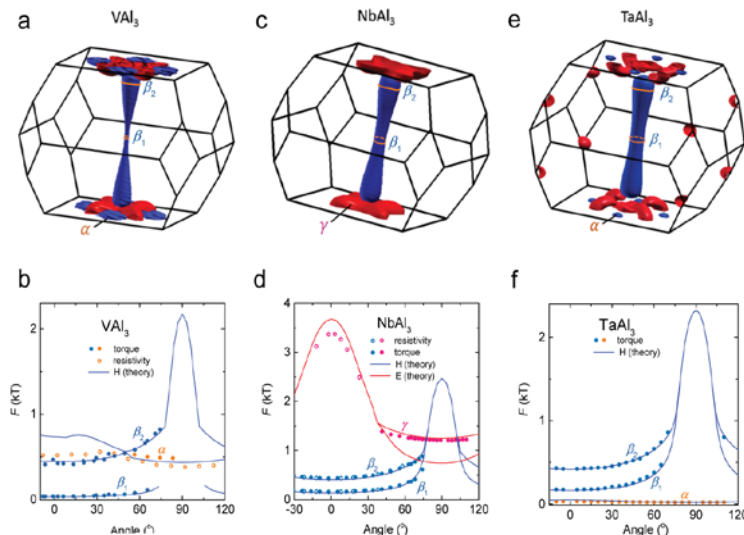 a
VAl₃
β₂
β₁
α
c
NbAl₃
β₂
β₁
γ
e
TaAl₃
β₂
β₁
α
b
F (kT)
2
1
0
VAl₃
torque
resistivity
H (theory)
β₂
α
β₁
0 30 60 90 120
Angle (°)
d
F (kT)
4
3
2
1
0
NbAl₃
resistivity
torque
H (theory)
E (theory)
γ
β₂
β₁
-30 0 30 60 90 120
Angle (°)
f
F (kT)
2
1
0
TaAl₃
torque
H (theory)
β₂
β₁
α
0 30 60 90 120
Angle (°)